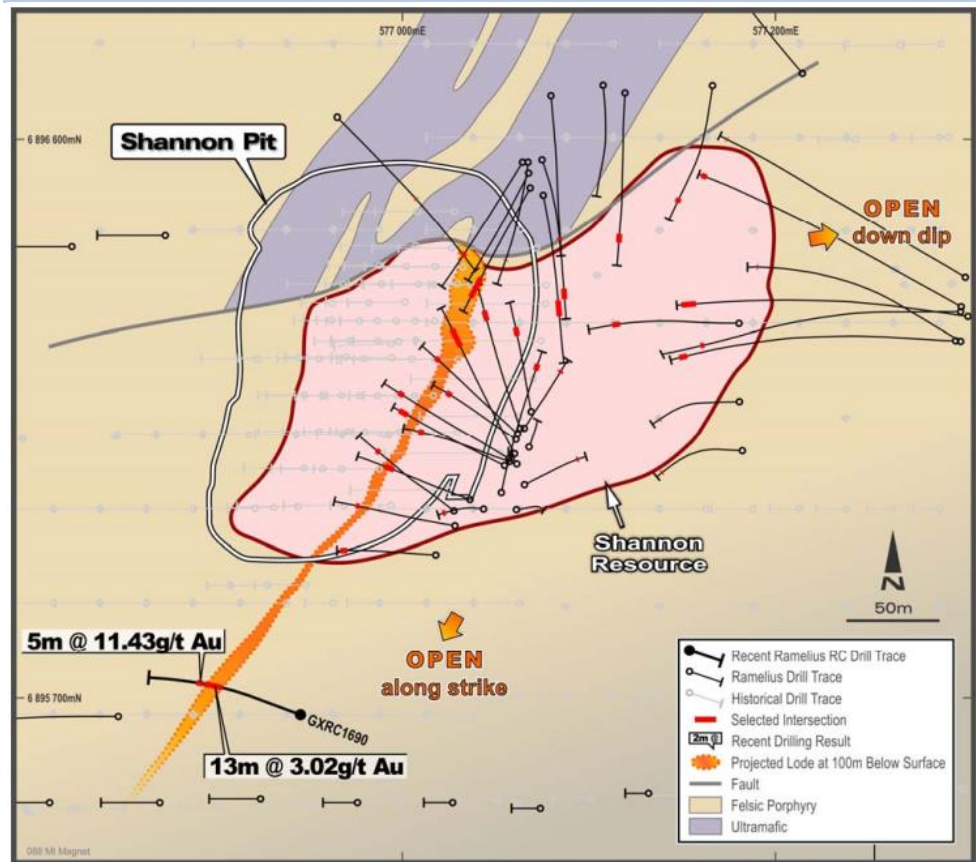 577 000mE
577 200mE
6 896 600mN
Shannon Pit
OPEN
down dip
Shannon
Resource
N
50m
OPEN
along strike
5m @ 11.43g/t Au
GXRC1690
6 895 700mN
13m @ 3.02g/t Au
Recent Ramelius RC Drill Trace
Ramelius Drill Trace
Historical Drill Trace
Selected Intersection
2m @
Recent Drilling Result
Projected Lode at 100m Below Surface
Fault
Felsic Porphyry
Ultramafic
088 Mt Magnet